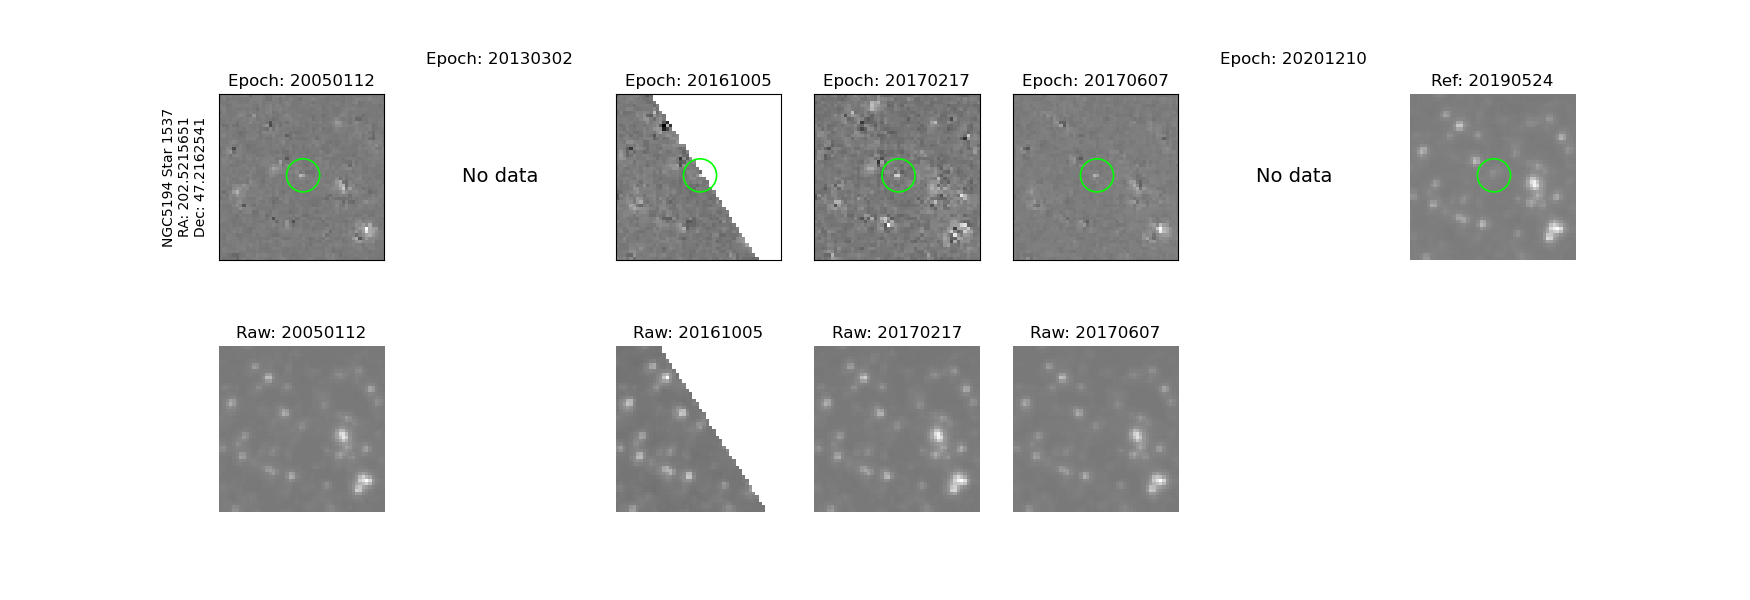 Epoch: 20130302
Epoch: 20201210
Epoch: 20050112
Epoch: 20161005
Epoch: 20170217
Epoch: 20170607
Ref: 20190524
NGC5194 Star 1537
RA: 202.5215651
Dec: 47.2162541
No data
No data
Raw: 20050112
Raw: 20161005
Raw: 20170217
Raw: 20170607